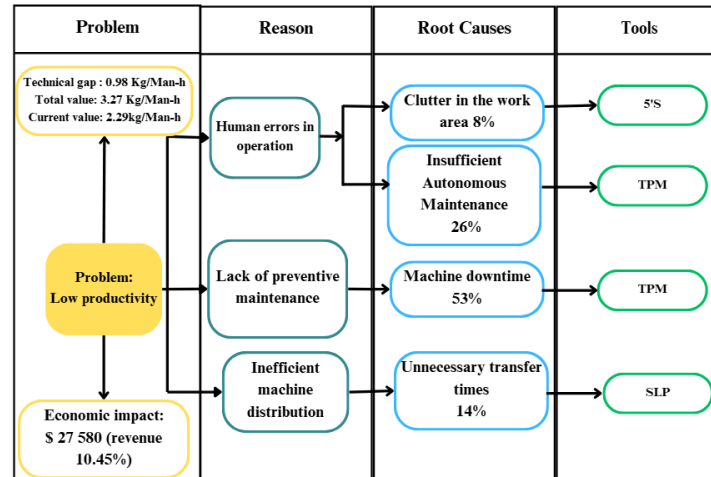 Problem
Reason
Root Causes
Tools
Technical gap : 0.98 Kg/Man-h
Total value: 3.27 Kg/Man-h
Current value: 2.29kg/Man-h
Human errors in
operation
Clutter in the work
area 8%
5'S
Insufficient
Autonomous
Maintenance
26%
TPM
Problem:
Low productivity
Lack of preventive
maintenance
Machine downtime
53%
TPM
Inefficient
machine
distribution
Unnecessary transfer
times
14%
SLP
Economic impact:
$ 27 580 (revenue
10.45%)